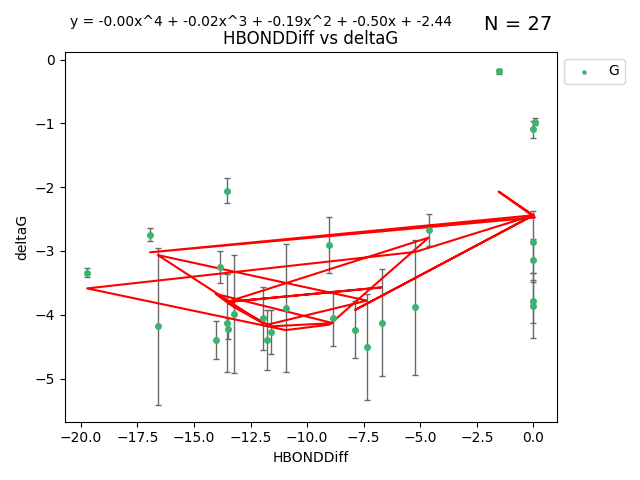 y = -0.00x^4 + -0.02x^3 + -0.19x^2 + -0.50x + -2.44
N = 27
HBONDDiff vs deltaG
G
deltaG
0
−1
−2
−3
−4
−5
−20.0 −17.5 −15.0 −12.5 −10.0 −7.5 −5.0 −2.5 0.0
HBONDDiff